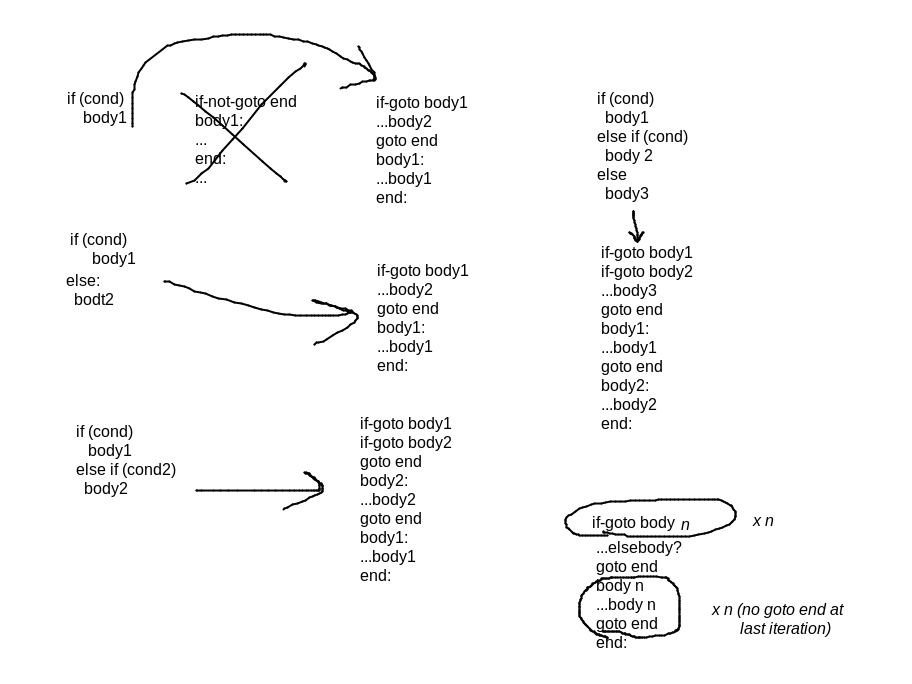 if (cond)
body1
if-not-goto end
body1:
...
end:
...
if-goto body1
...body2
goto end
body1:
...body1
end:
if (cond)
body1
else if (cond)
body 2
else
body3
if (cond)
body1
else:
bodt2
if-goto body1
...body2
goto end
body1:
...body1
end:
if-goto body1
if-goto body2
...body3
goto end
body1:
...body1
goto end
body2:
...body2
end:
if (cond)
body1
else if (cond2)
body2
if-goto body1
if-goto body2
goto end
body2:
...body2
goto end
body1:
...body1
end:
if-goto body n
x n
...elsebody?
goto end
body n
...body n
goto end
end:
x n (no goto end at
last iteration)